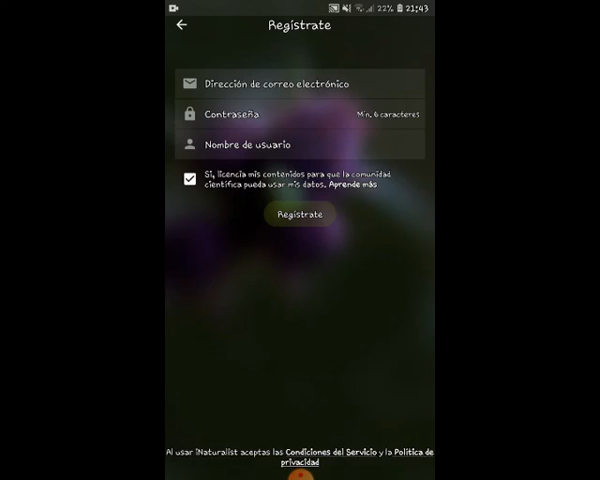 22% 21:43
Regístrate
Dirección de correo electrónico
Contraseña Mín. 6 caracteres
Nombre de usuario
Si, licencia mis contenidos para que la comunidad
científica pueda usar mis datos. Aprende más
Regístrate
Al usar iNaturalist aceptas las Condiciones del Servicio y la Política de
privacidad